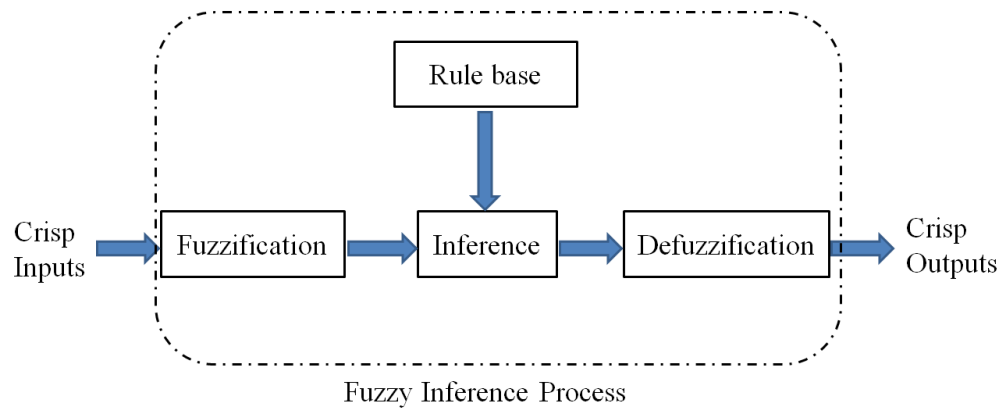 Rule base
Crisp
Inputs
Fuzzification
Inference
Defuzzification
Crisp
Outputs
Fuzzy Inference Process